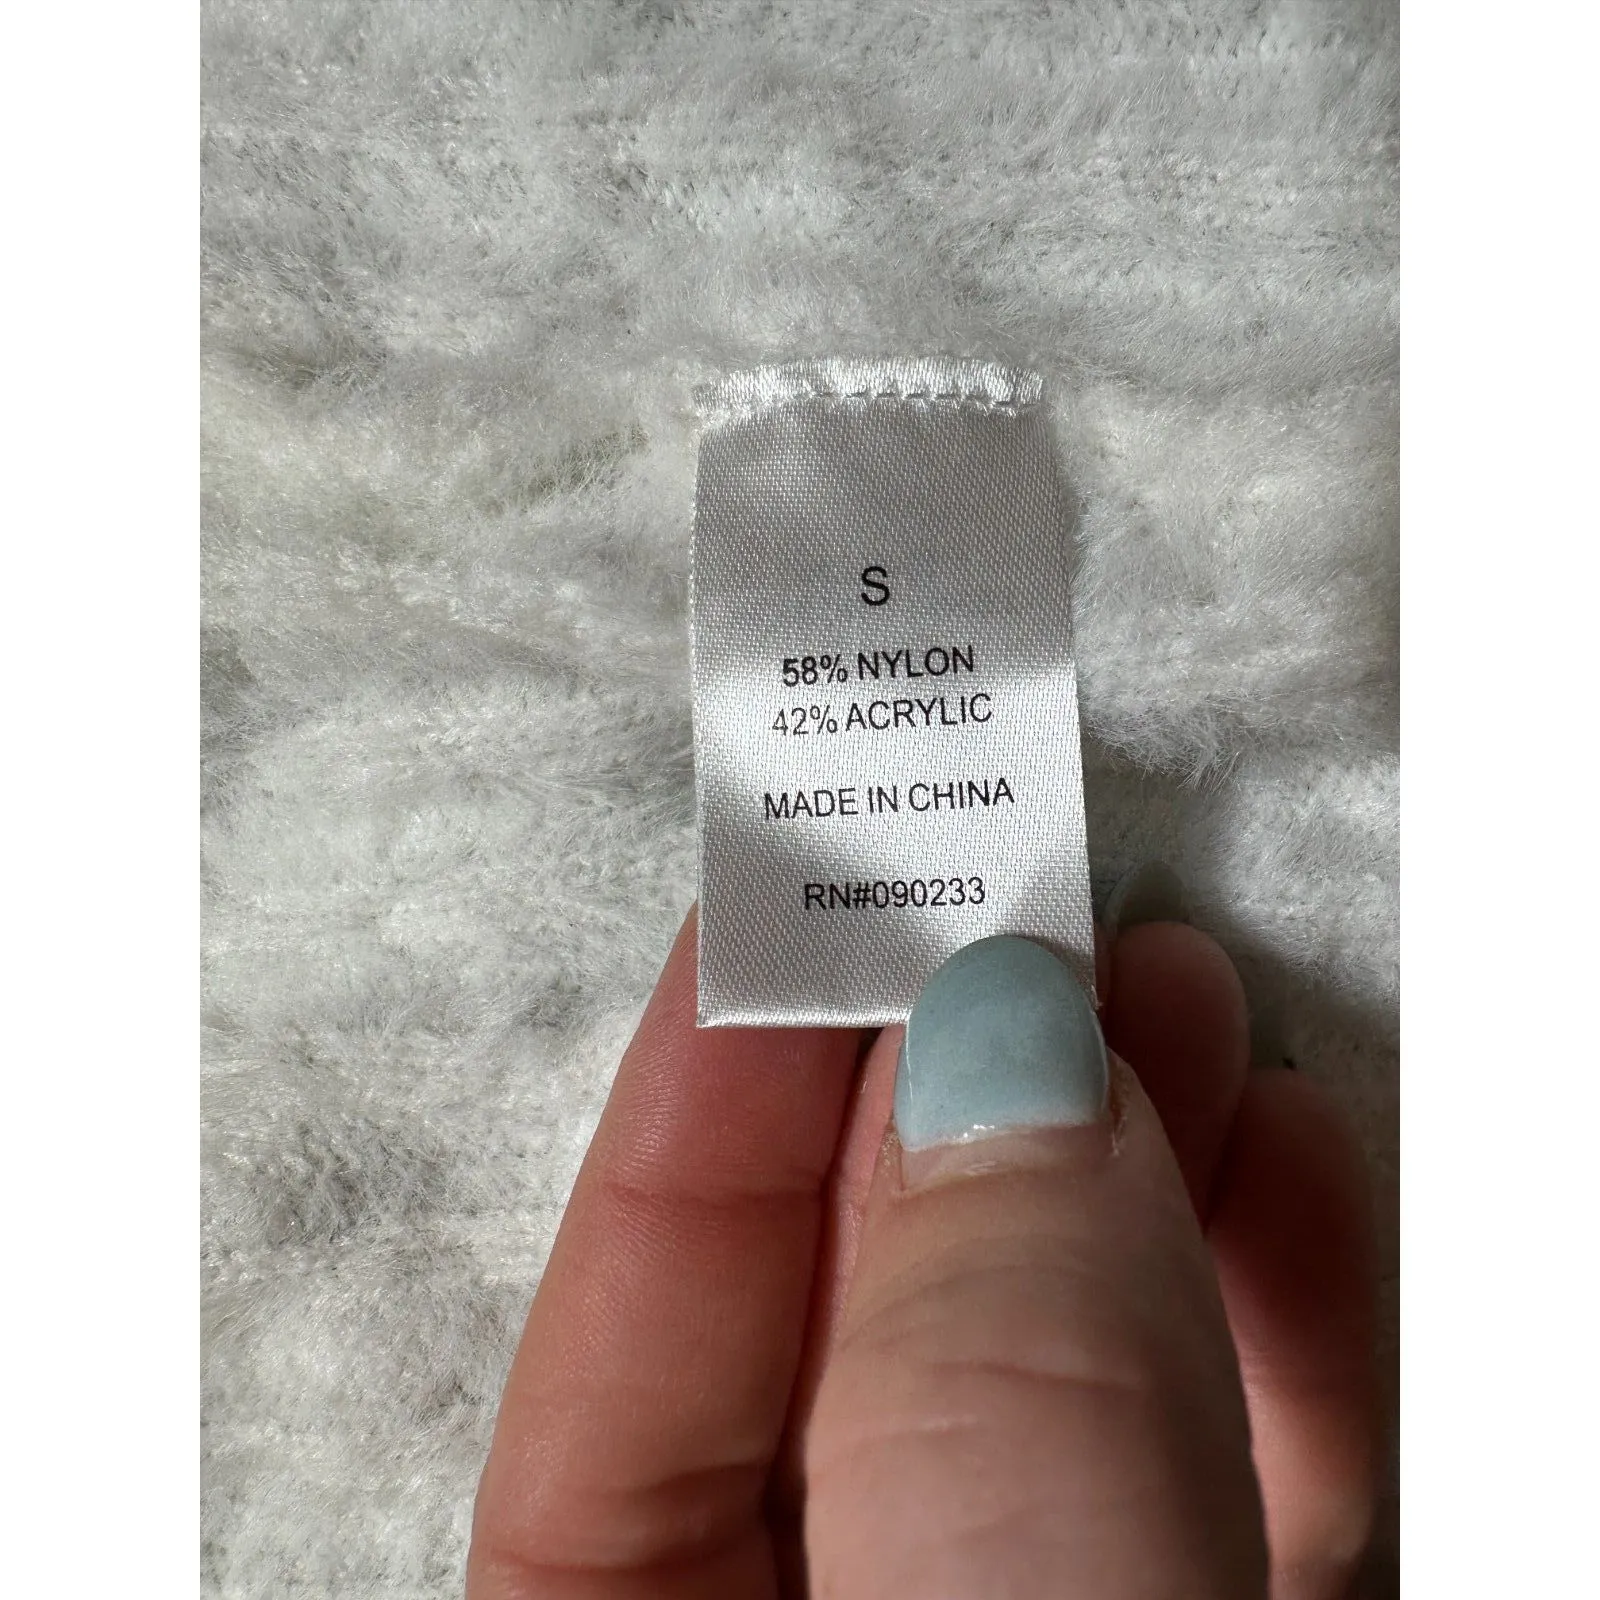 S
58% NYLON
42% ACRYLIC
MADE IN CHINA
RN#090233